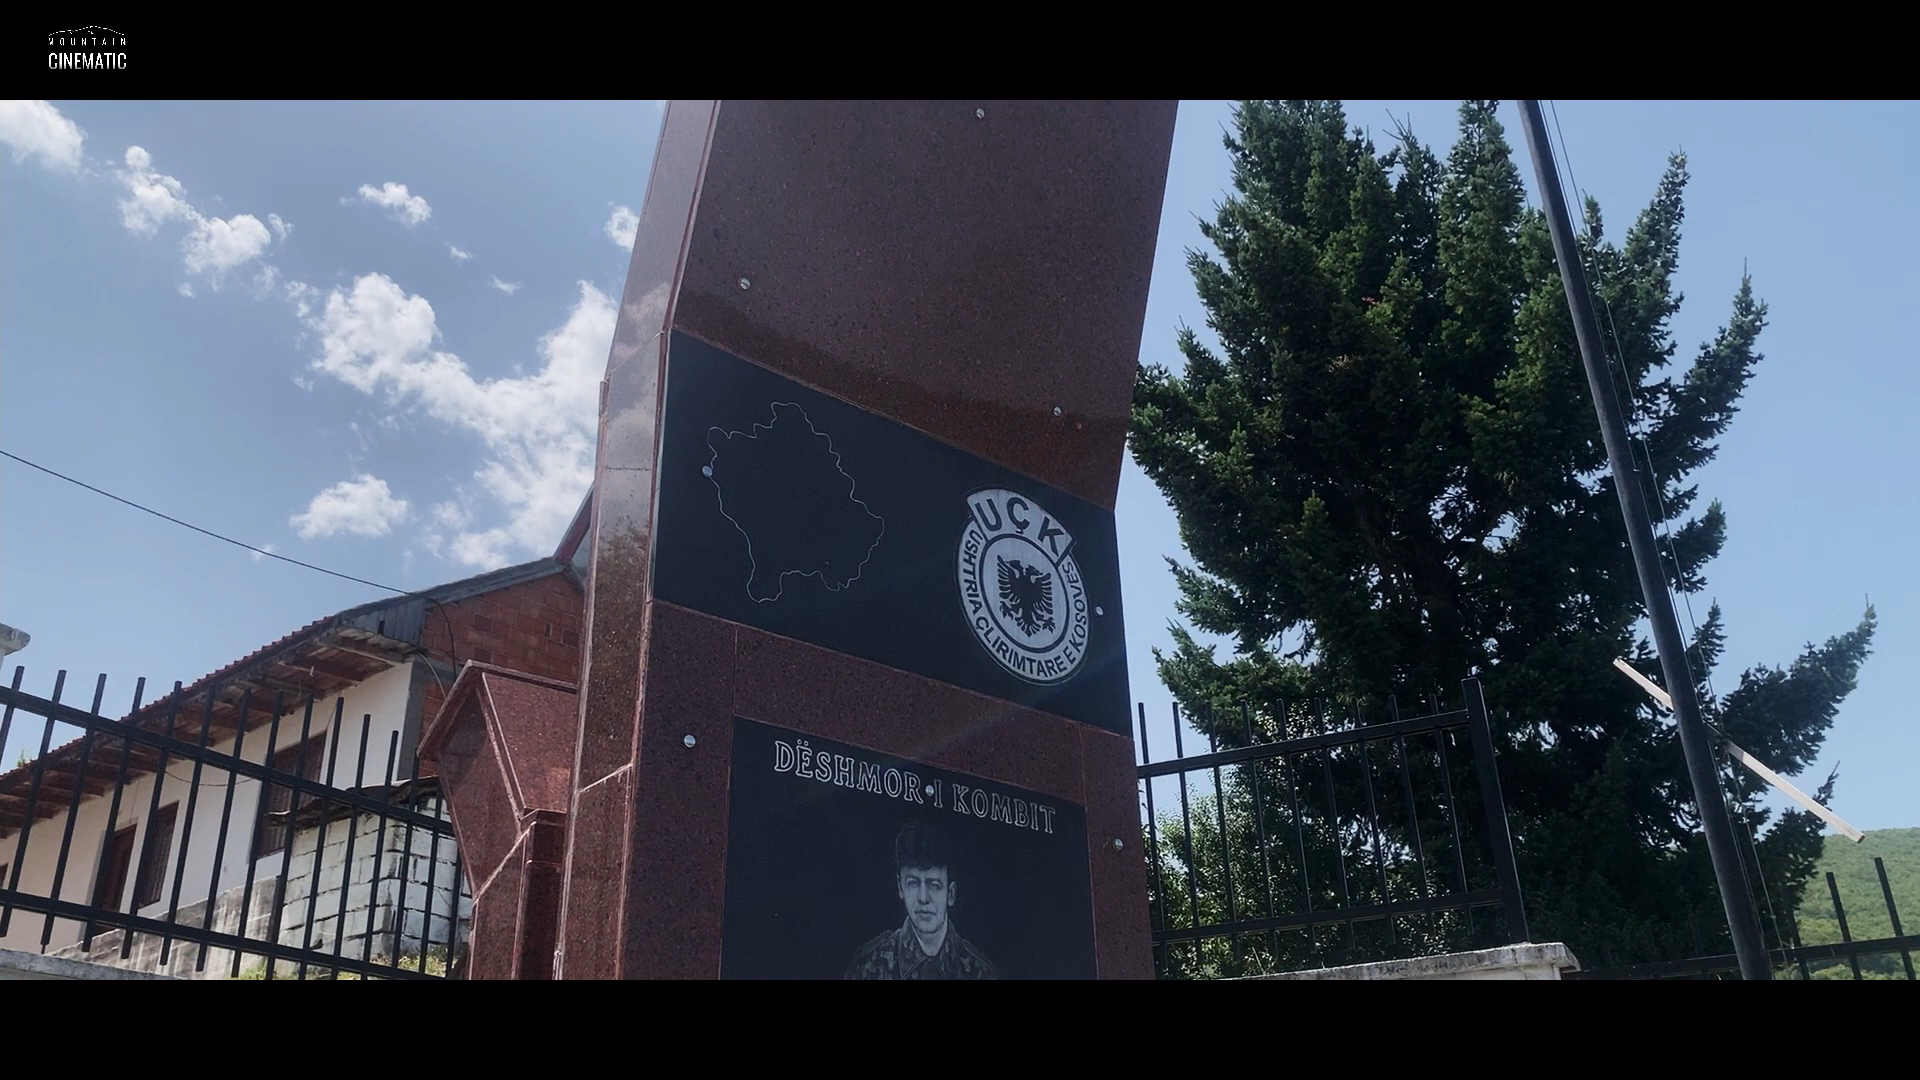 MOUNTAIN
CINEMATIC
UÇK
USHTRIA ÇLIRIMTARE E KOSOVËS
DËSHMOR I KOMBIT